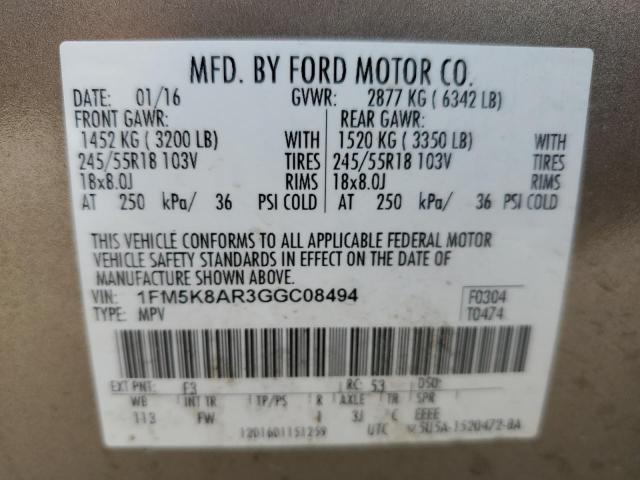 MFD. BY FORD MOTOR CO.
DATE: 01/16 GVWR: 2877 KG ( 6342 LB)
FRONT GAWR: REAR GAWR:
1452 KG ( 3200 LB) WITH 1520 KG ( 3350 LB) WITH
245/55R18 103V TIRES 245/55R18 103V TIRES
18x8.0J RIMS 18x8.0J RIMS
AT 250 kPa/ 36 PSI COLD AT 250 kPa/ 36 PSI COLD
THIS VEHICLE CONFORMS TO ALL APPLICABLE FEDERAL MOTOR
VEHICLE SAFETY STANDARDS IN EFFECT ON THE DATE OF
MANUFACTURE SHOWN ABOVE.
VIN: 1FM5K8AR3GGC08494 F0304
TYPE: MPV T0474
EXT PNT: F3 RC: 53 DSO:
WB INT TR TP/PS R AXLE TR SPR
113 FW 3J C EEEE
1201601151259 UTC 5U5A-1520472-BA